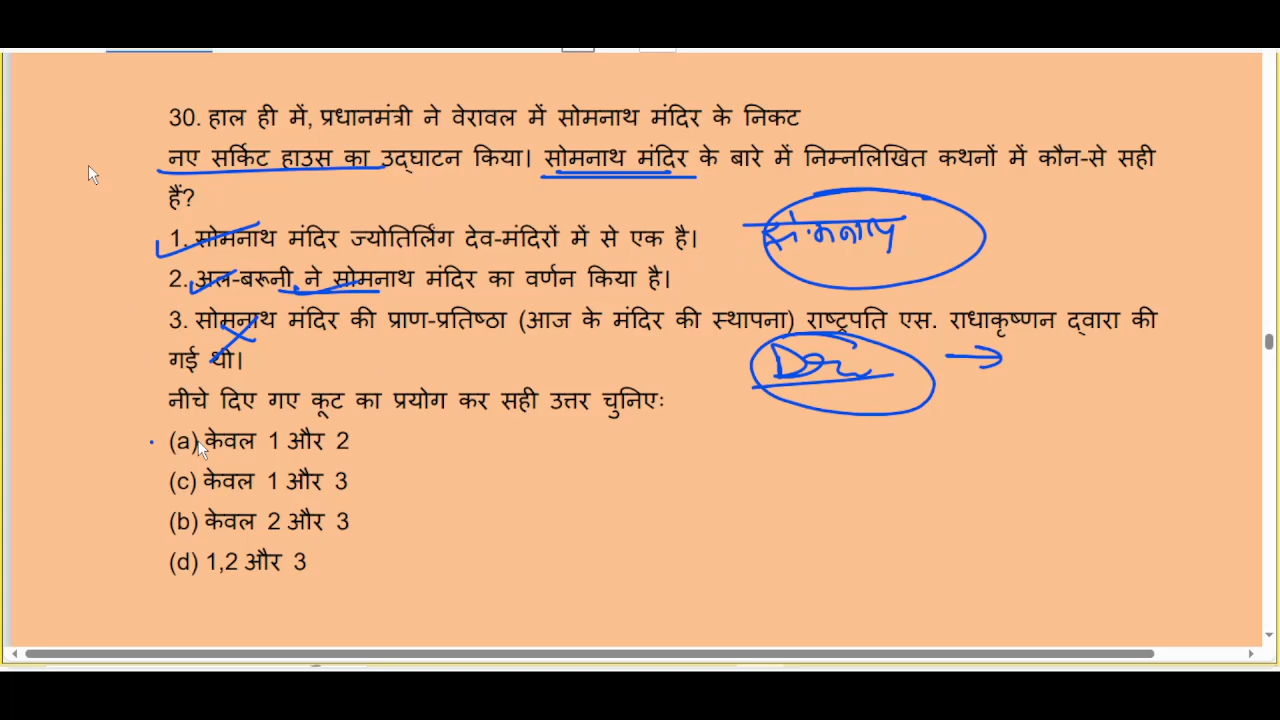 30. हाल ही में, प्रधानमंत्री ने वेरावल में सोमनाथ मंदिर के निकट
नए सर्किट हाउस का उद्घाटन किया। सोमनाथ मंदिर के बारे में निम्नलिखित कथनों में कौन-से सही
हैं?
1. सोमनाथ मंदिर ज्योतिर्लिंग देव-मंदिरों में से एक है।
सोमनाथ
2. अल-बरूनी ने सोमनाथ मंदिर का वर्णन किया है।
3. सोमनाथ मंदिर की प्राण-प्रतिष्ठा (आज के मंदिर की स्थापना) राष्ट्रपति एस. राधाकृष्णन द्वारा की
गई थी।
नीचे दिए गए कूट का प्रयोग कर सही उत्तर चुनिएः
(a) केवल 1 और 2
(c) केवल 1 और 3
(b) केवल 2 और 3
(d) 1,2 और 3